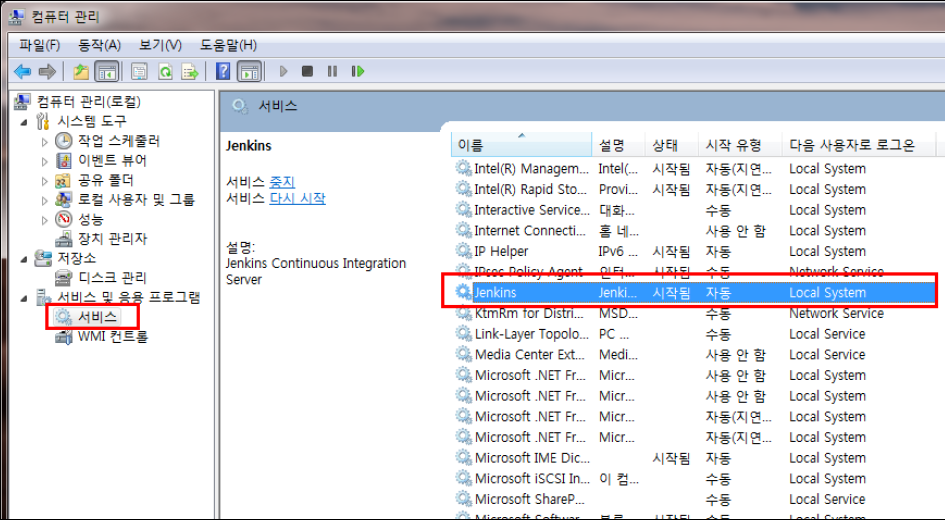 컴퓨터 관리
파일(F) 동작(A) 보기(V) 도움말(H)
컴퓨터 관리(로컬)
시스템 도구
작업 스케줄러
이벤트 뷰어
공유 폴더
로컬 사용자 및 그룹
성능
장치 관리자
저장소
디스크 관리
서비스 및 응용 프로그램
서비스
WMI 컨트롤
서비스
Jenkins
서비스 중지
서비스 다시 시작
설명:
Jenkins Continuous Integration
Server
이름 설명 상태 시작 유형 다음 사용자로 로그온
Intel(R) Managem... Intel(... 시작됨 자동(지연... Local System
Intel(R) Rapid Sto... Provi... 시작됨 자동(지연... Local System
Interactive Service... 대화... 수동 Local System
Internet Connecti... 홈 네... 사용 안 함 Local System
IP Helper IPv6 ... 시작됨 자동 Local System
IPsec Policy Agent 인터... 시작됨 수동 Network Service
Jenkins Jenki... 시작됨 자동 Local System
KtmRm for Distri... MSD... 수동 Network Service
Link-Layer Topolo... PC ... 수동 Local Service
Media Center Ext... Medi... 사용 안 함 Local Service
Microsoft .NET Fr... Micr... 사용 안 함 Local System
Microsoft .NET Fr... Micr... 사용 안 함 Local System
Microsoft .NET Fr... Micr... 자동(지연... Local System
Microsoft .NET Fr... Micr... 자동(지연... Local System
Microsoft IME Dic... 시작됨 자동 Local System
Microsoft iSCSI In... 이 컴... 수동 Local System
Microsoft ShareP... 수동 Local Service
Microsoft Software 수동 Local System